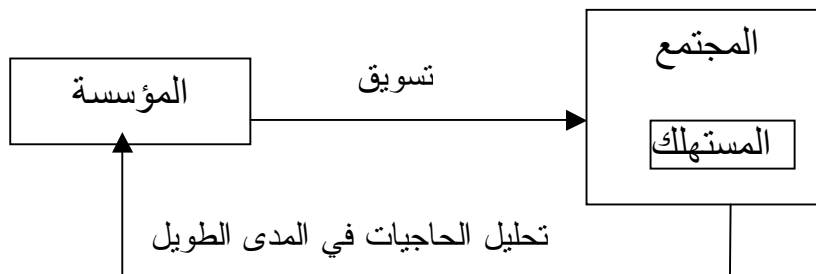 المجتمع
المؤسسة
تسويق
المستهلك
تحليل الحاجيات في المدى الطويل